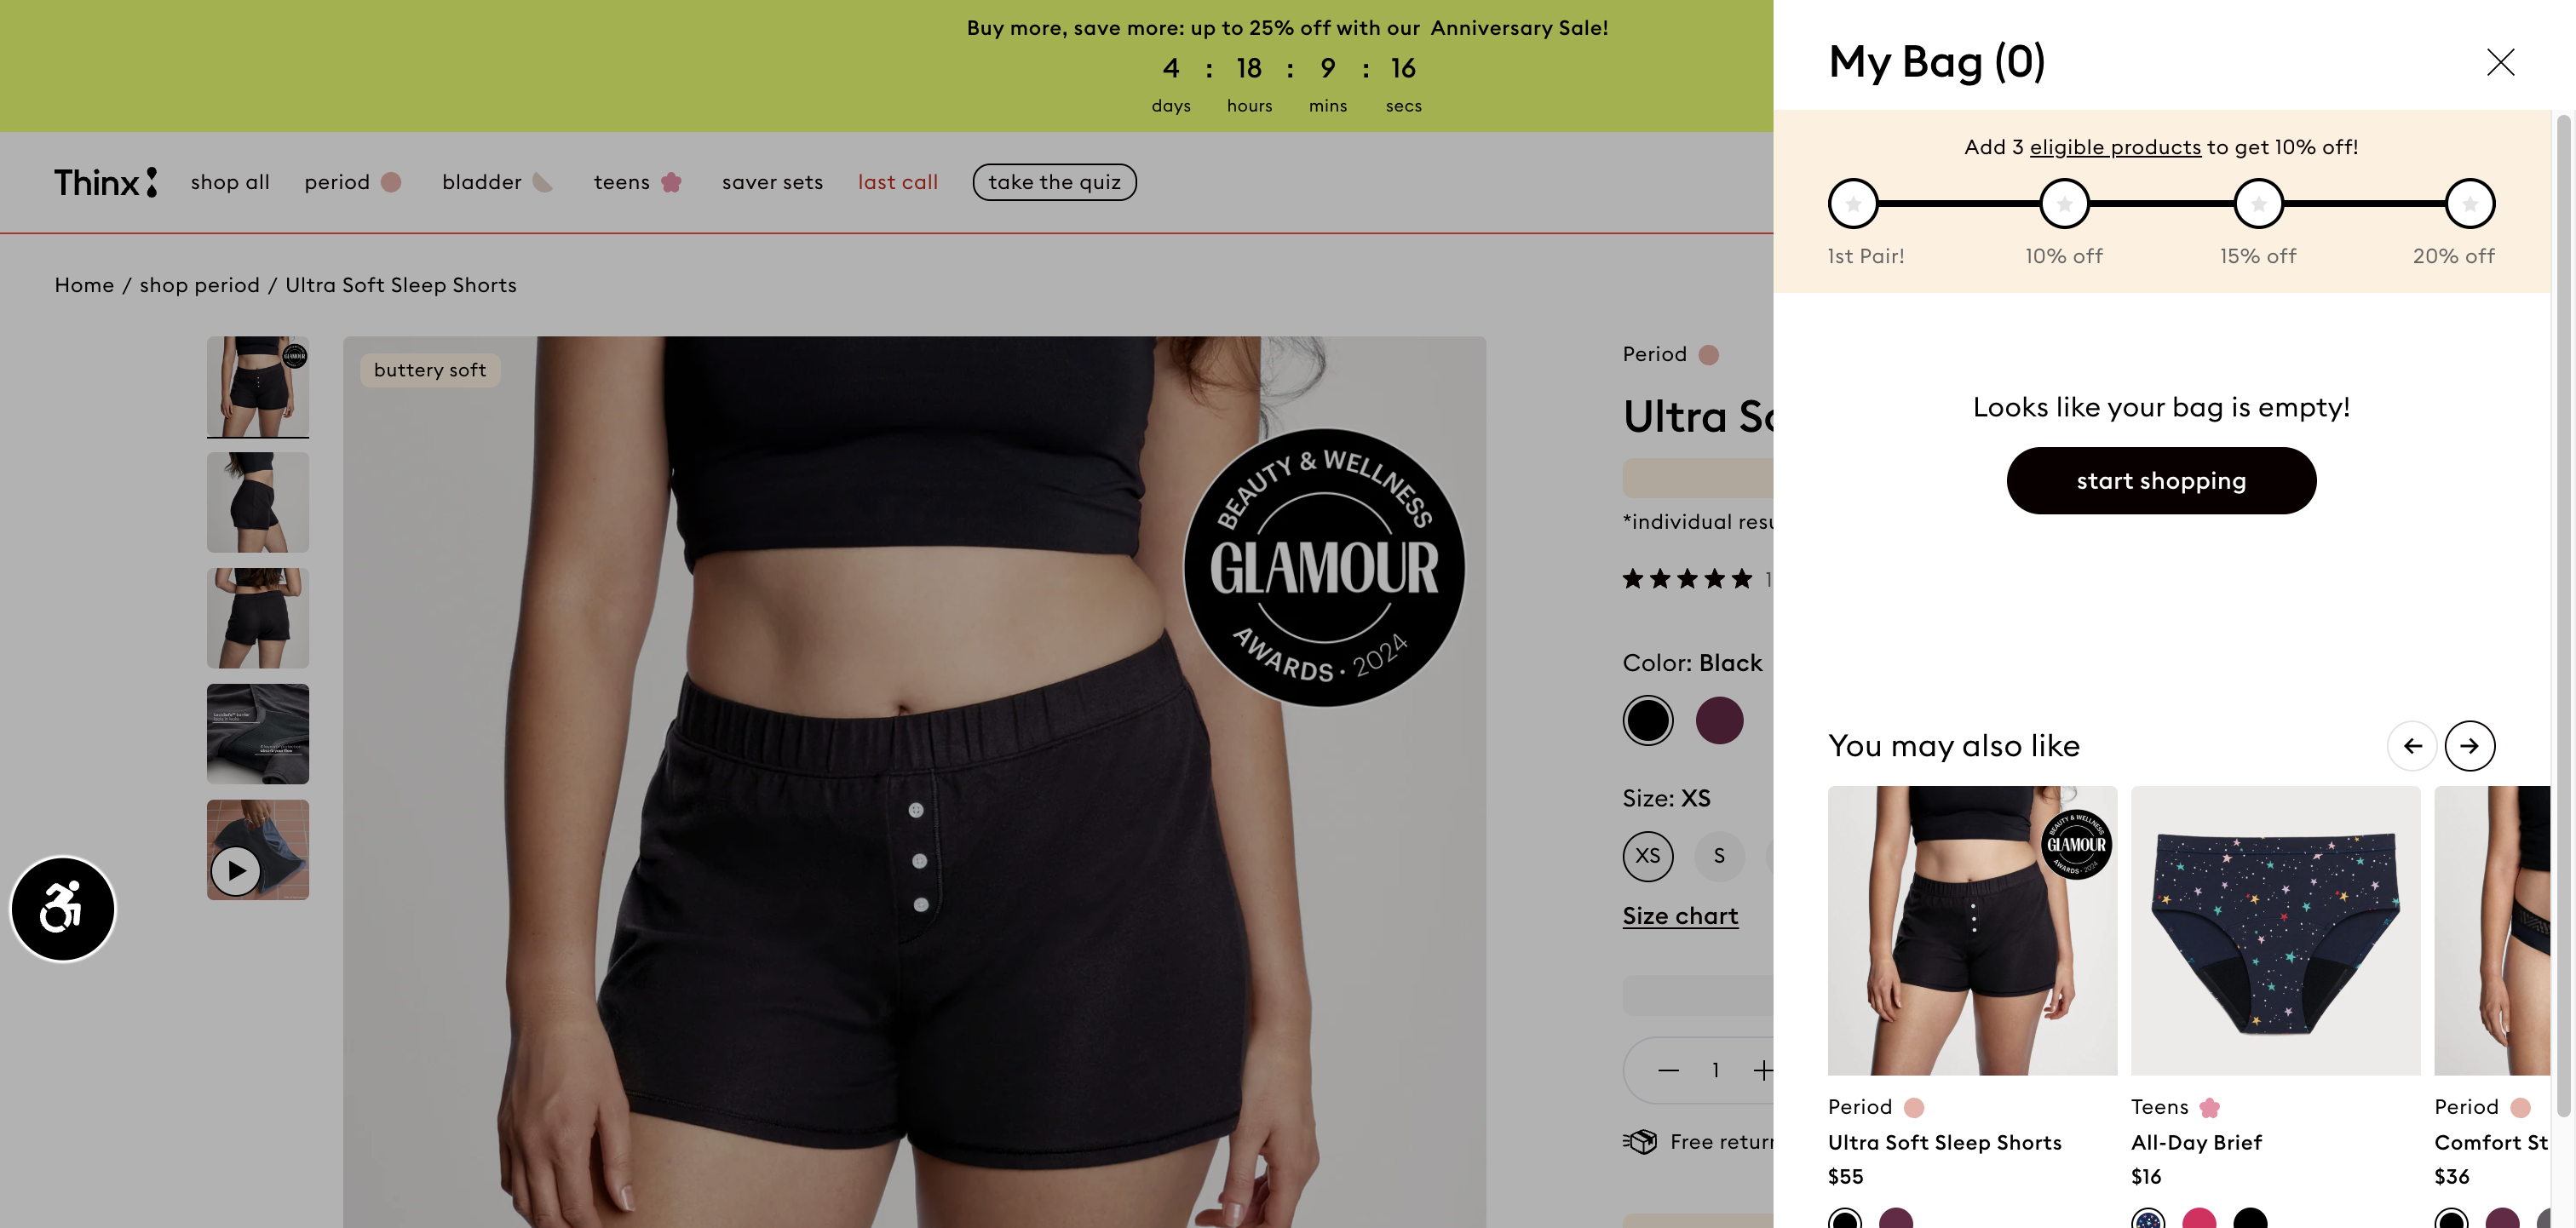 Buy more, save more: up to 25% off with our Anniversary Sale!
4 : 18 : 9 : 16
days hours mins secs
Thinx
shop all
period
bladder
teens
saver sets
last call
take the quiz
Home / shop period / Ultra Soft Sleep Shorts
buttery soft
BEAUTY & WELLNESS
GLAMOUR
AWARDS · 2024
Period
Ultra
*individual
Color: Black
Size: XS
XS S
Size chart
1
Free
My Bag (0)
Add 3 eligible products to get 10% off!
1st Pair! 10% off 15% off 20% off
Looks like your bag is empty!
start shopping
You may also like
BEAUTY & WELLNESS
GLAMOUR
AWARDS · 2024
Period
Ultra Soft Sleep Shorts
$55
Teens
All-Day Brief
$16
Period
Comfort
$36